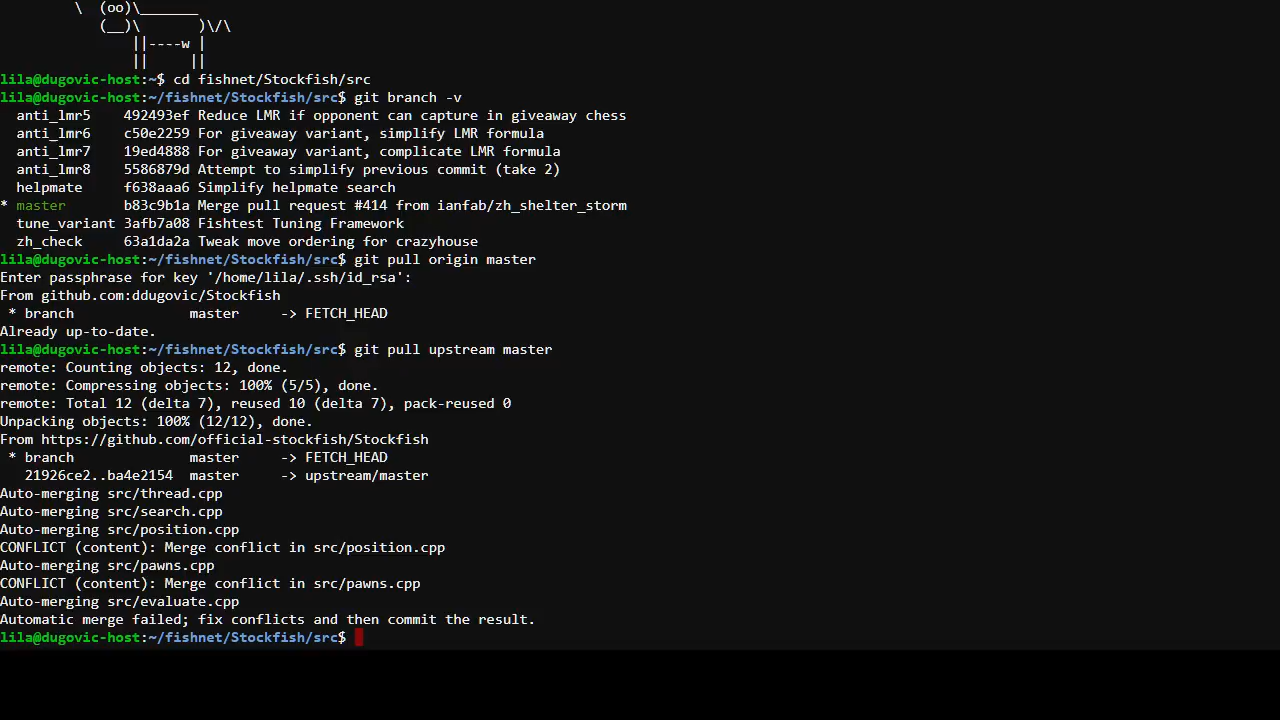 \  (oo)\_______
(__)\       )\/\
||----w |
||     ||
lila@dugovic-host:~$ cd fishnet/Stockfish/src
lila@dugovic-host:~/fishnet/Stockfish/src$ git branch -v
  anti_lmr5    492493ef Reduce LMR if opponent can capture in giveaway chess
  anti_lmr6    c50e2259 For giveaway variant, simplify LMR formula
  anti_lmr7    19ed4888 For giveaway variant, complicate LMR formula
  anti_lmr8    5586879d Attempt to simplify previous commit (take 2)
  helpmate     f638aaa6 Simplify helpmate search
* master       b83c9b1a Merge pull request #414 from ianfab/zh_shelter_storm
  tune_variant 3afb7a08 Fishtest Tuning Framework
  zh_check     63a1da2a Tweak move ordering for crazyhouse
lila@dugovic-host:~/fishnet/Stockfish/src$ git pull origin master
Enter passphrase for key '/home/lila/.ssh/id_rsa':
From github.com:ddugovic/Stockfish
 * branch              master     -> FETCH_HEAD
Already up-to-date.
lila@dugovic-host:~/fishnet/Stockfish/src$ git pull upstream master
remote: Counting objects: 12, done.
remote: Compressing objects: 100% (5/5), done.
remote: Total 12 (delta 7), reused 10 (delta 7), pack-reused 0
Unpacking objects: 100% (12/12), done.
From https://github.com/official-stockfish/Stockfish
 * branch              master     -> FETCH_HEAD
   21926ce2..ba4e2154  master     -> upstream/master
Auto-merging src/thread.cpp
Auto-merging src/search.cpp
Auto-merging src/position.cpp
CONFLICT (content): Merge conflict in src/position.cpp
Auto-merging src/pawns.cpp
CONFLICT (content): Merge conflict in src/pawns.cpp
Auto-merging src/evaluate.cpp
Automatic merge failed; fix conflicts and then commit the result.
lila@dugovic-host:~/fishnet/Stockfish/src$